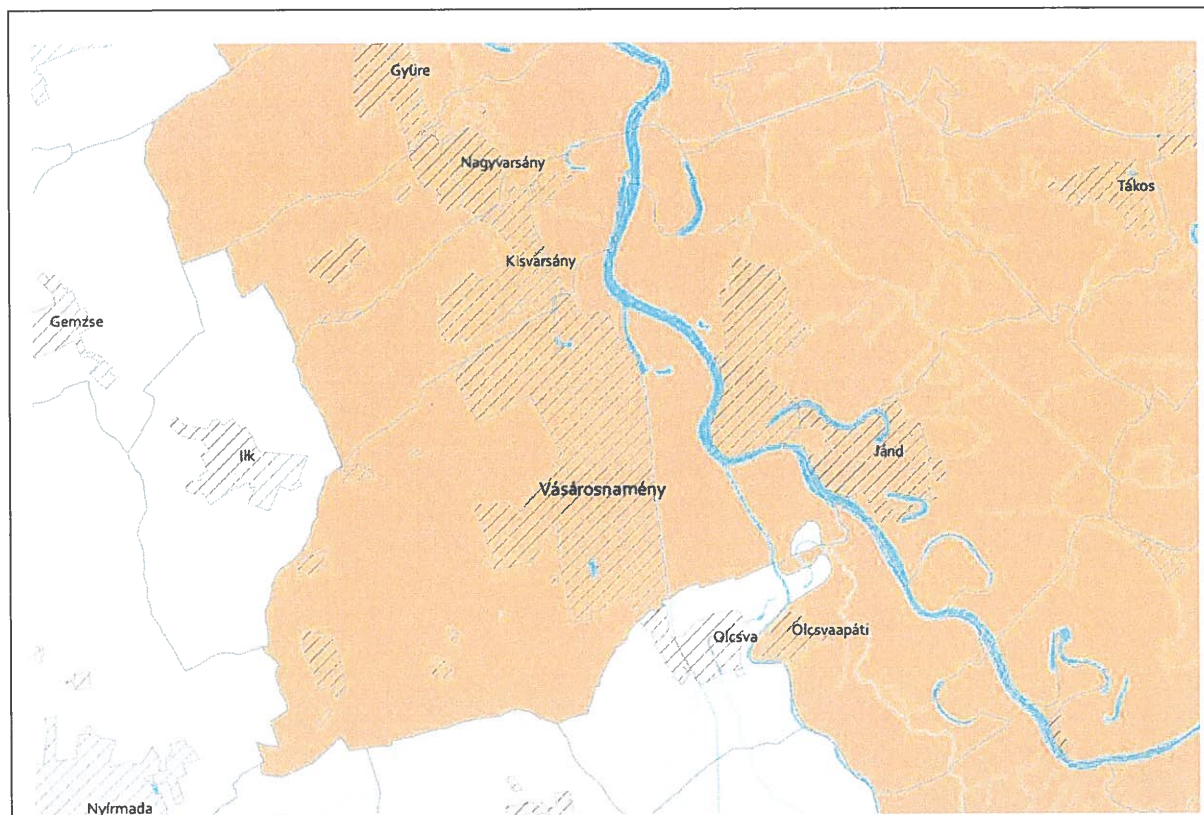 Gyüre
Nagyvarsány
Tákos
Kisvarsány
Gemzse
Ilk
Jánd
Vásárosnamény
Olcsva
Olcsvaapáti
Nyírmada